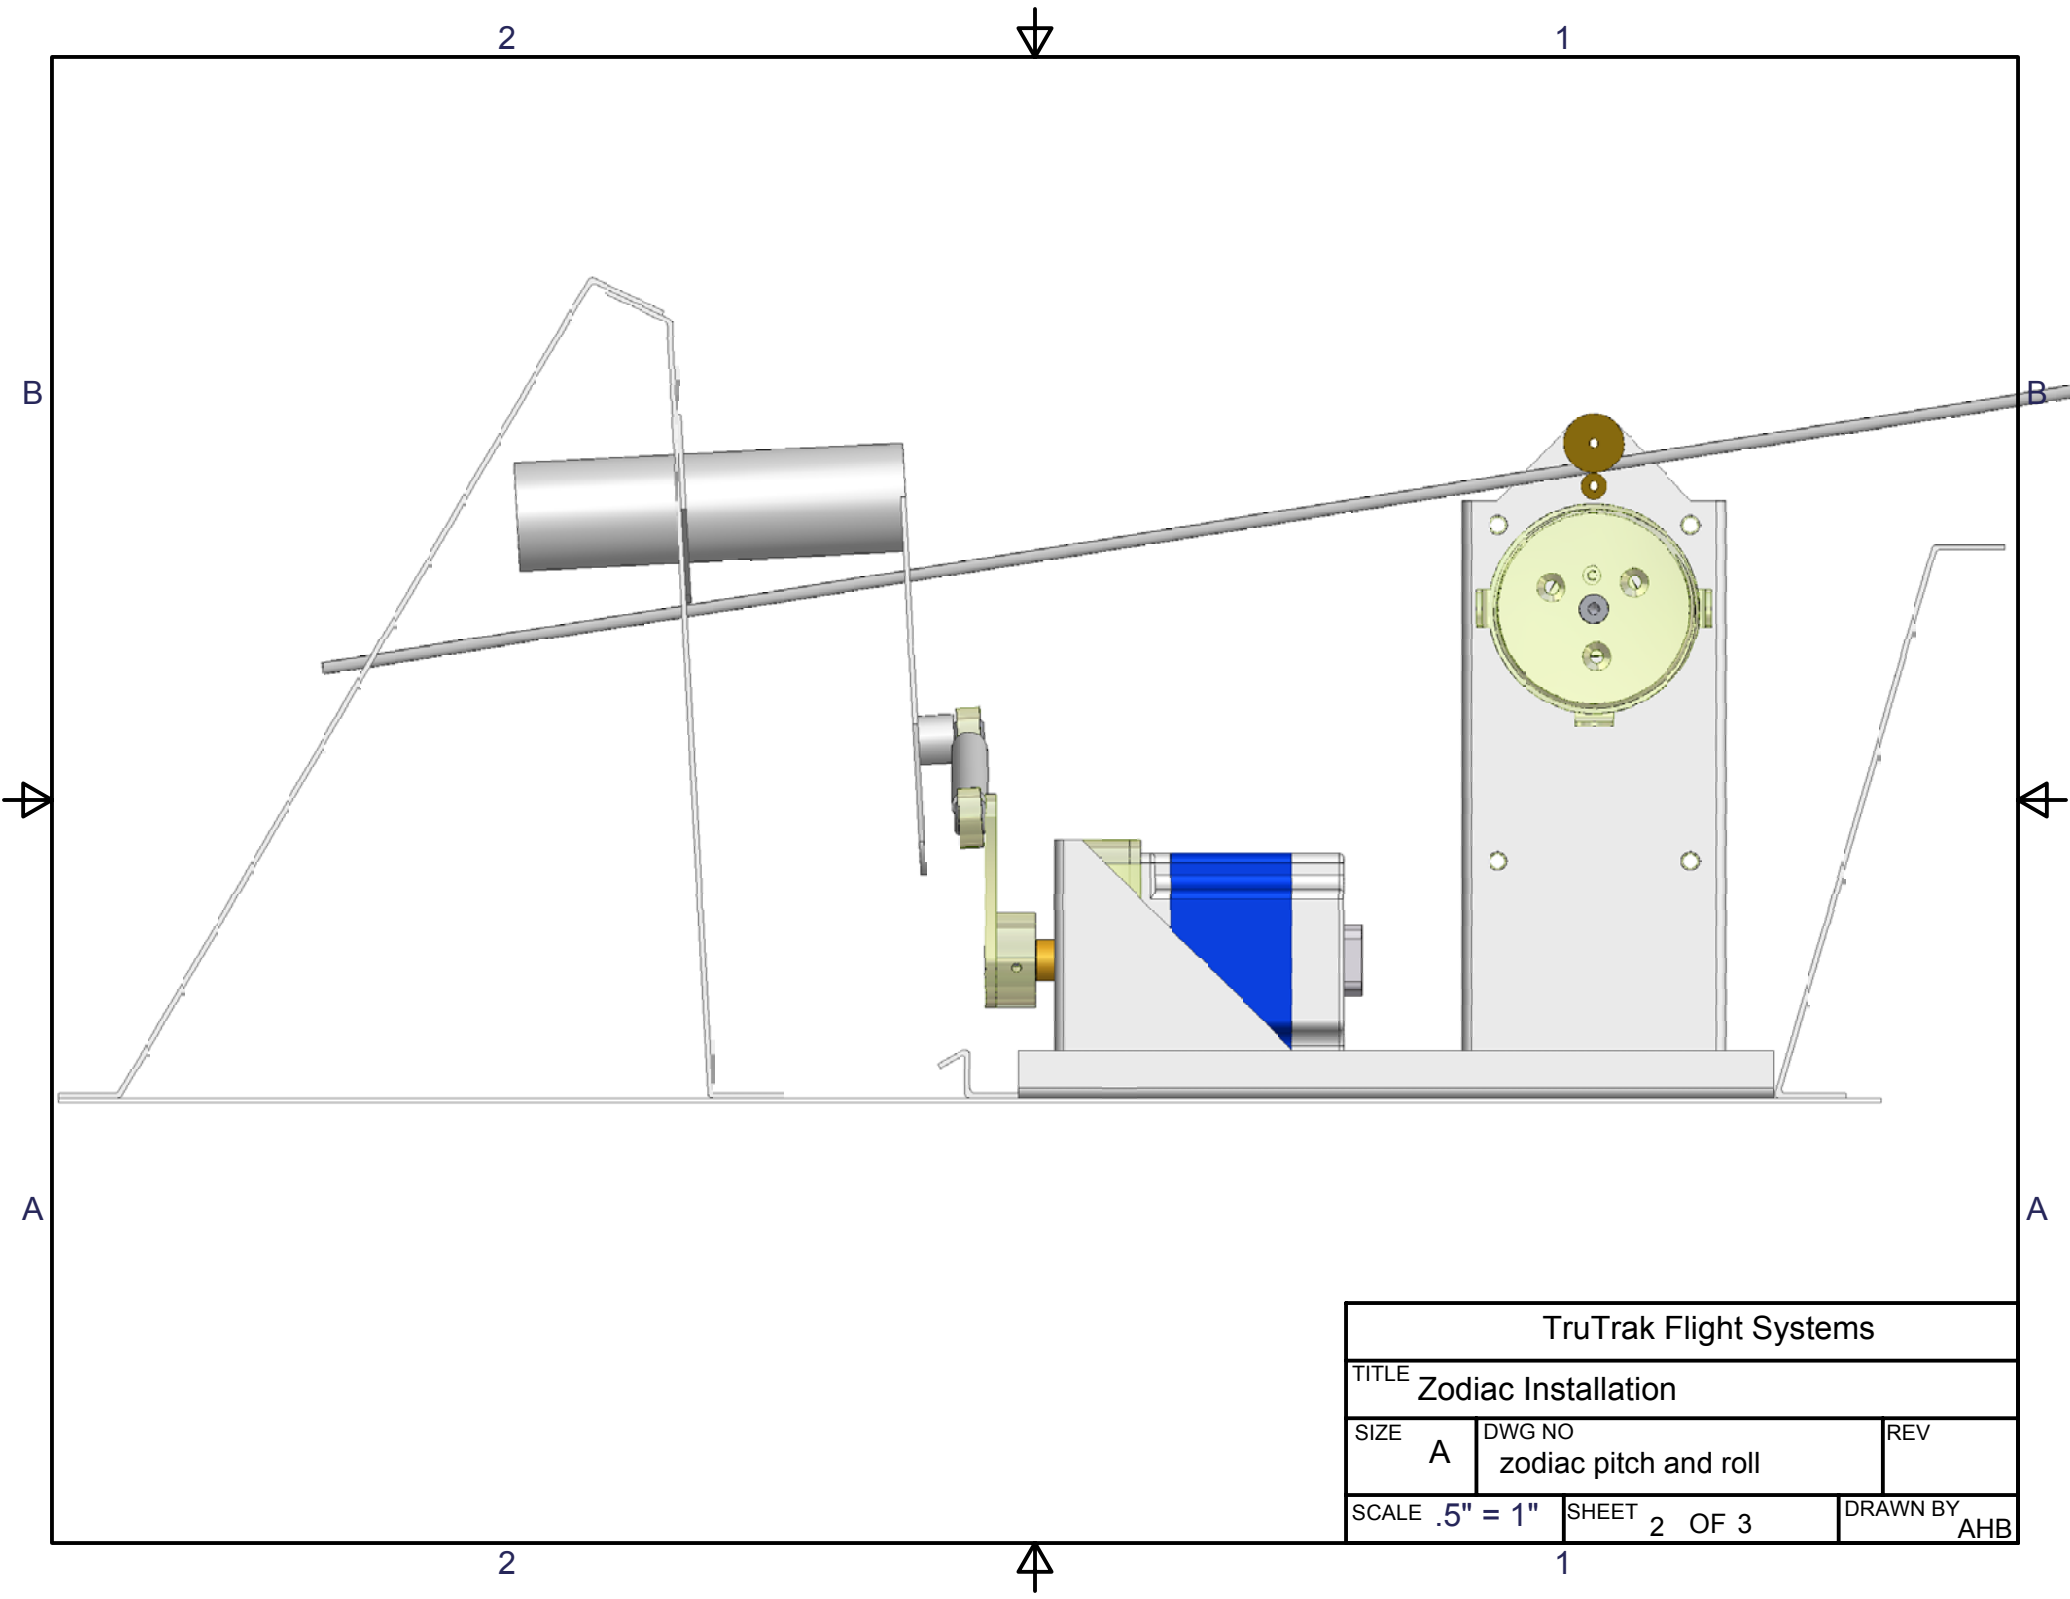 2 1
B B
C
A A
TruTrak Flight Systems
TITLE Zodiac Installation
SIZE A DWG NO REV
zodiac pitch and roll
SCALE .5" = 1" SHEET 2 OF 3 DRAWN BY AHB
2 1